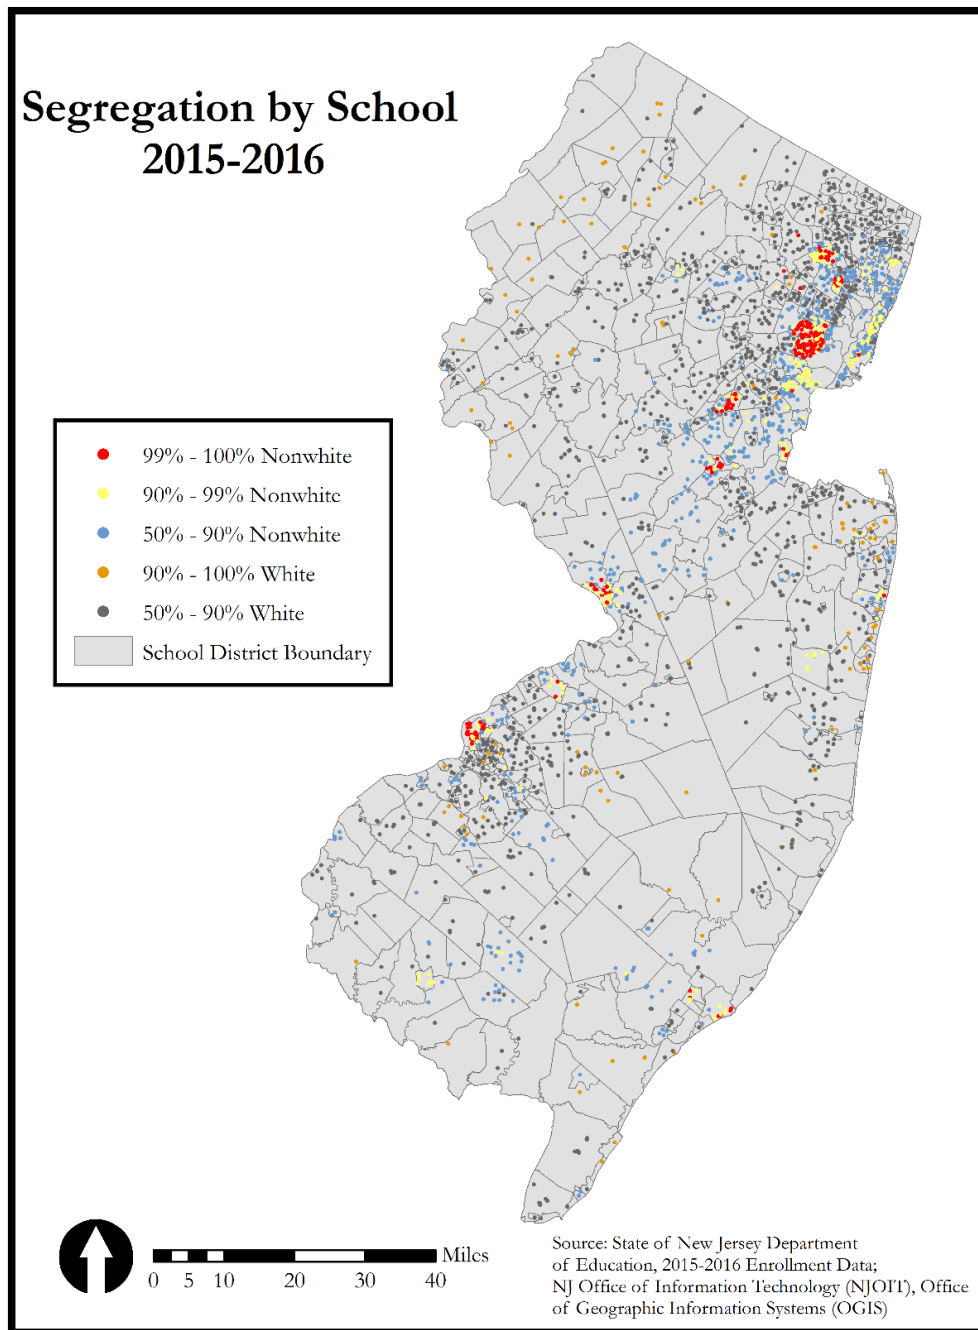 Segregation by School
2015-2016
99% - 100% Nonwhite
90% - 99% Nonwhite
50% - 90% Nonwhite
90% - 100% White
50% - 90% White
School District Boundary
Miles
0 5 10 20 30 40
Source: State of New Jersey Department
of Education, 2015-2016 Enrollment Data;
NJ Office of Information Technology (NJOIT), Office
of Geographic Information Systems (OGIS)